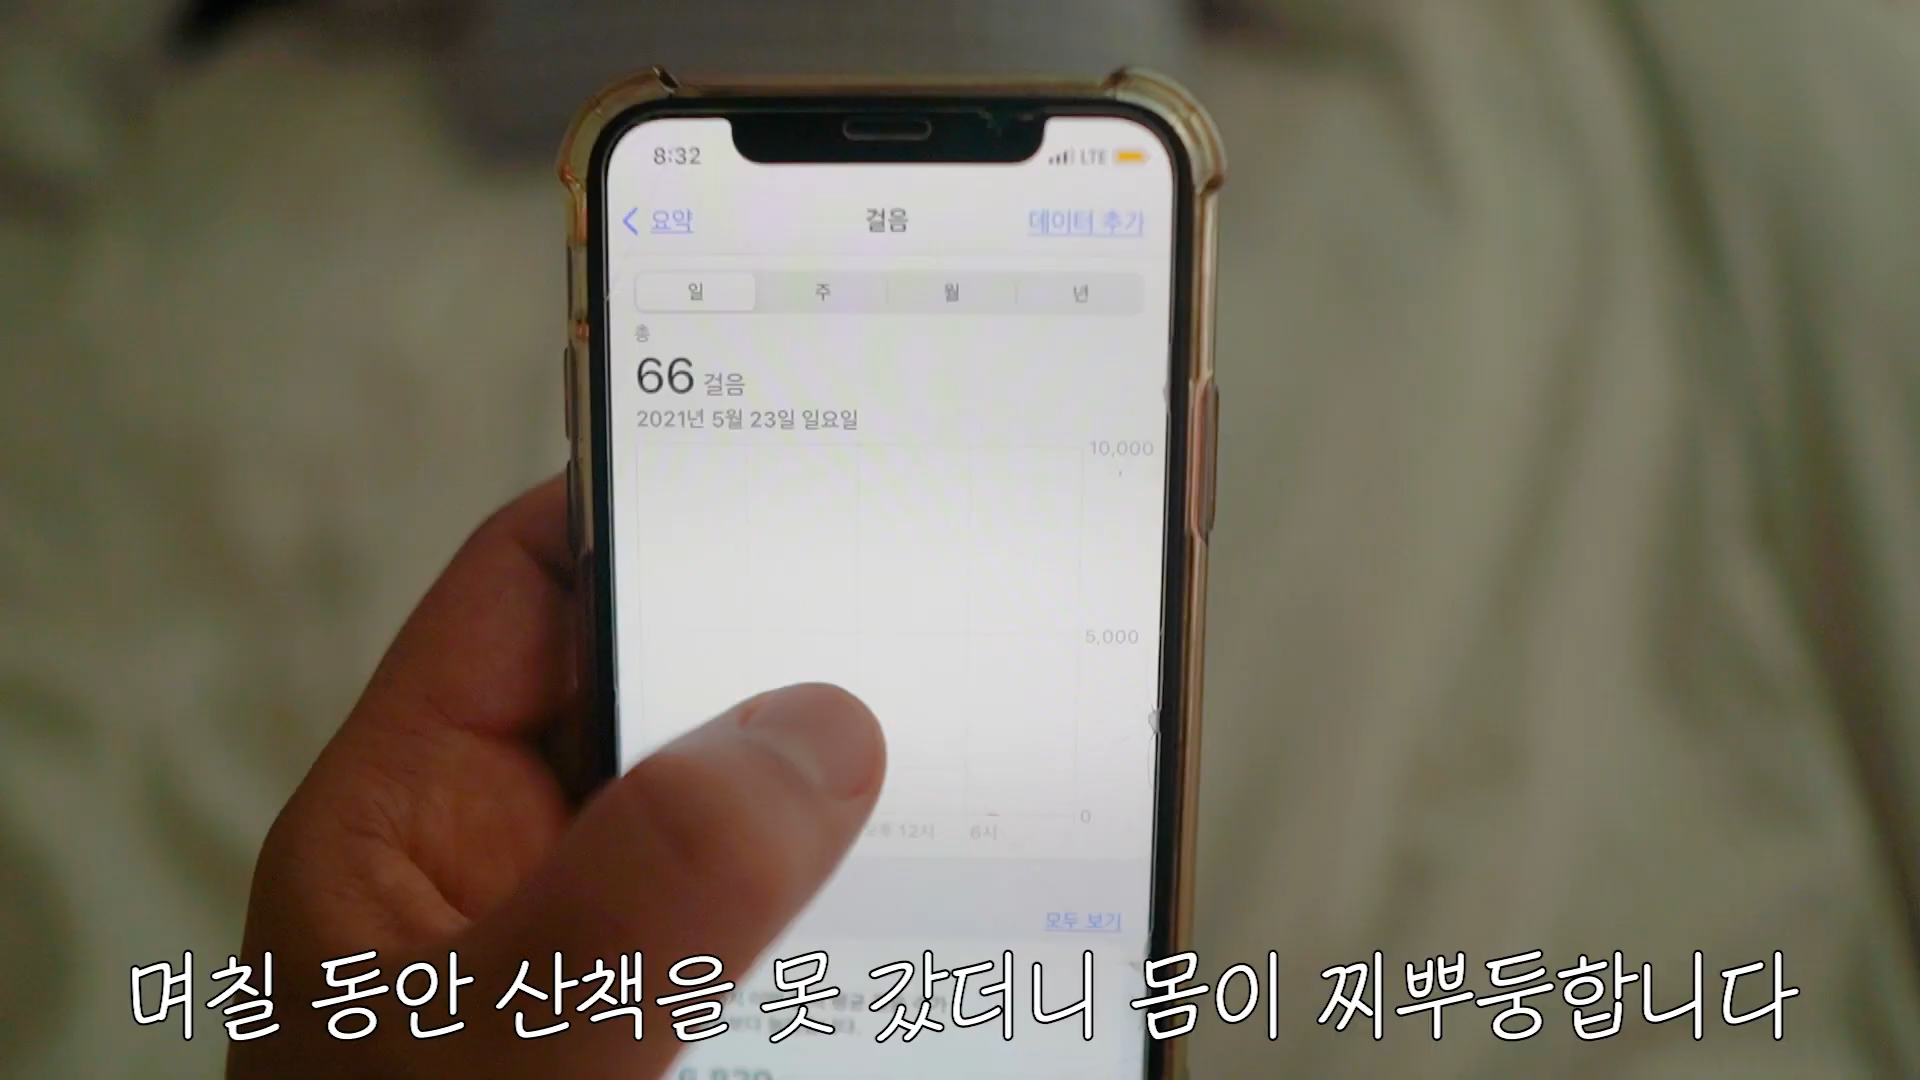 8:32 LTE
요약 걸음 데이터 추가
일 주 월 년
총
66 걸음
2021년 5월 23일 일요일
10,000
5,000
0
12시 6시
모두 보기
며칠 동안 산책을 못 갔더니 몸이 찌뿌둥합니다